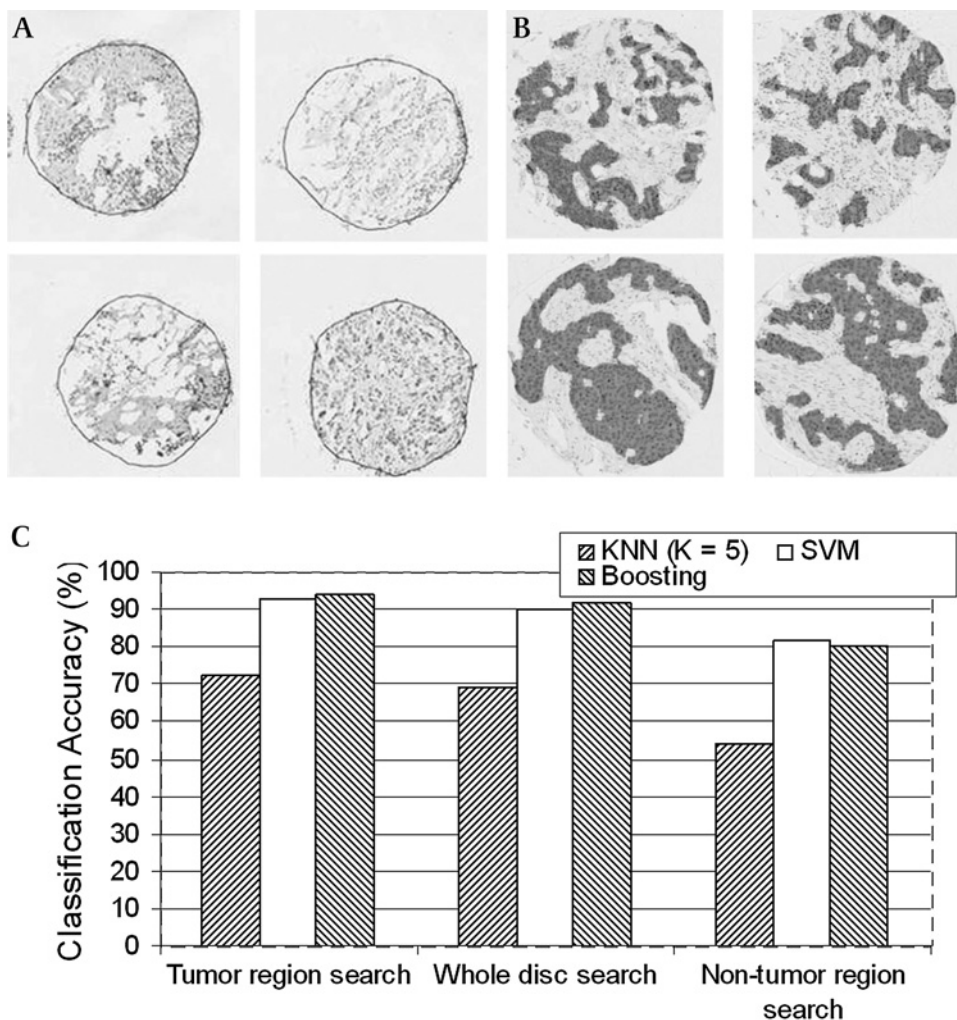 A
B
C
KNN (K = 5) SVM
Boosting
Classification Accuracy (%)
100
90
80
70
60
50
40
30
20
10
0
Tumor region search Whole disc search Non-tumor region
search